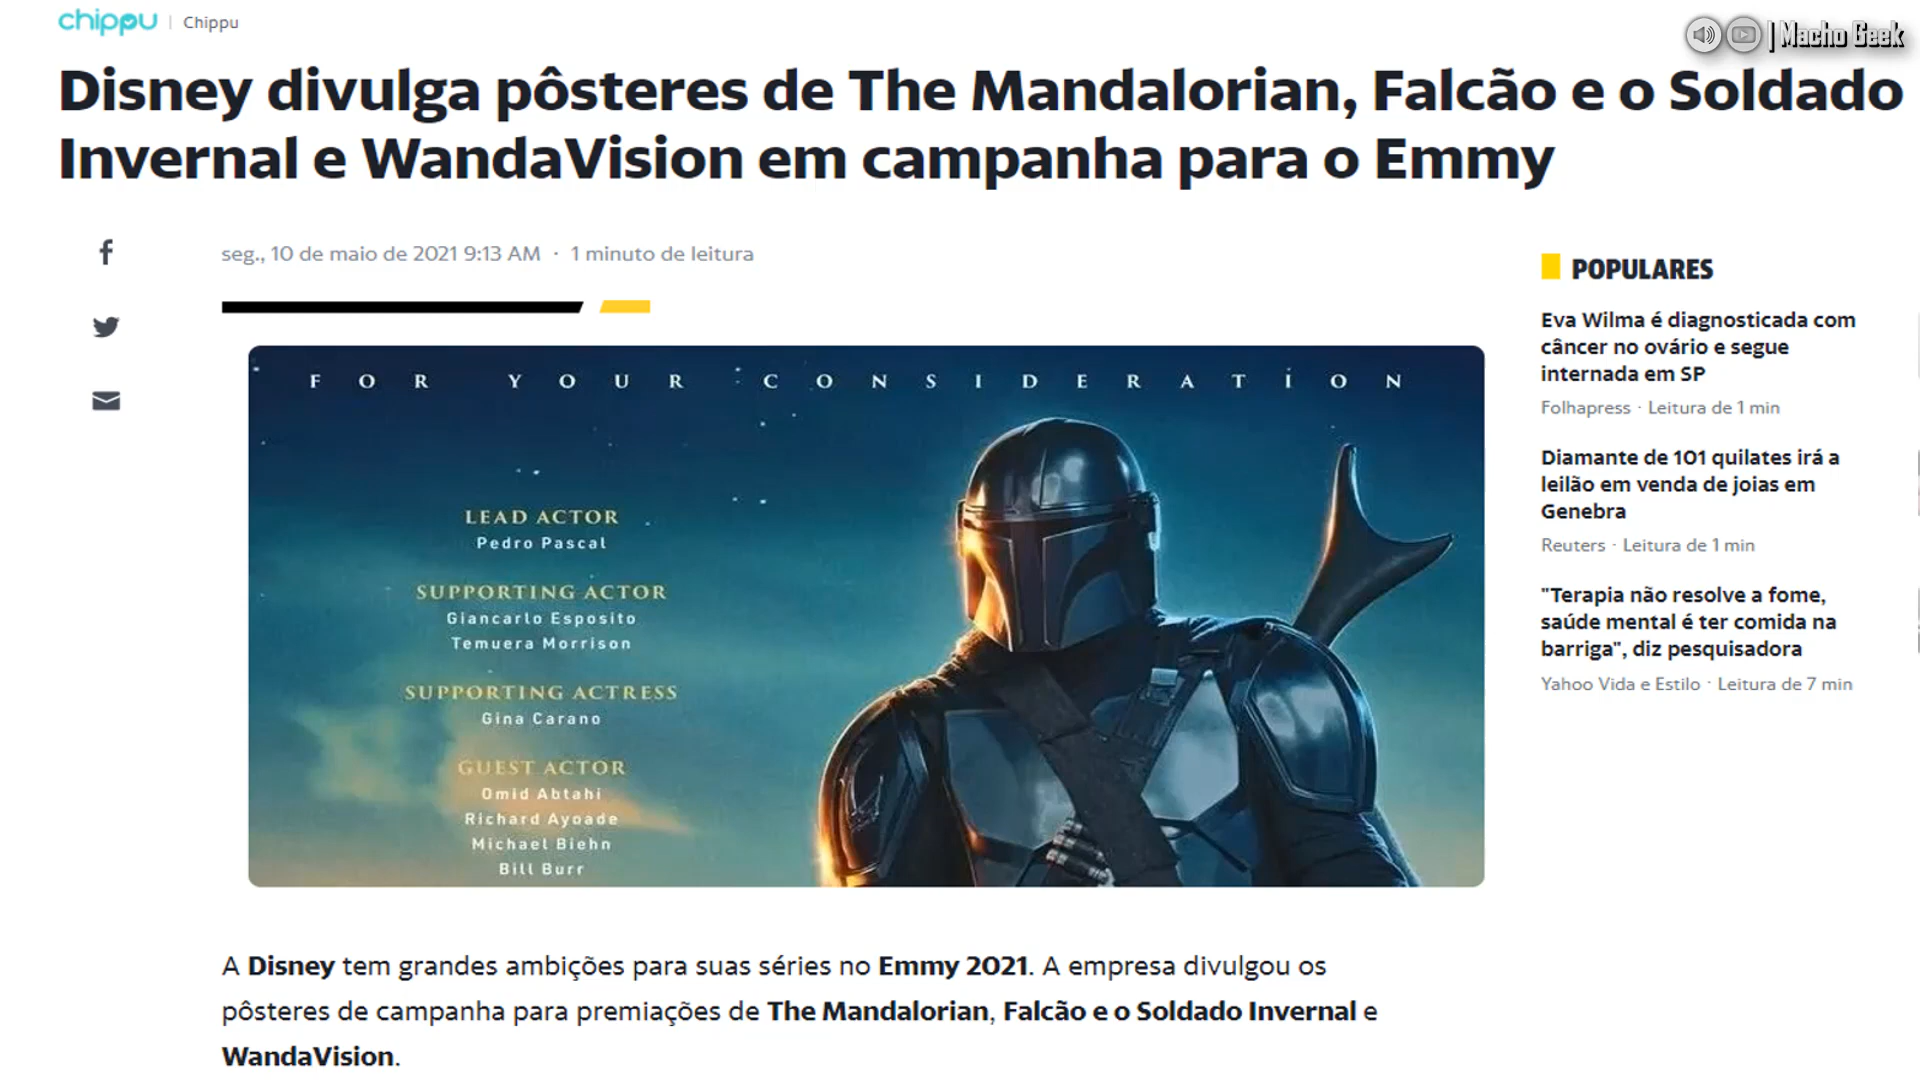 chippu | Chippu
| Macho Geek
Disney divulga pôsteres de The Mandalorian, Falcão e o Soldado
Invernal e WandaVision em campanha para o Emmy
seg., 10 de maio de 2021 9:13 AM · 1 minuto de leitura
FOR YOUR CONSIDERATION
LEAD ACTOR
Pedro Pascal
SUPPORTING ACTOR
Giancarlo Esposito
Temuera Morrison
SUPPORTING ACTRESS
Gina Carano
GUEST ACTOR
Omid Abtahi
Richard Ayoade
Michael Biehn
Bill Burr
A Disney tem grandes ambições para suas séries no Emmy 2021. A empresa divulgou os
pôsteres de campanha para premiações de The Mandalorian, Falcão e o Soldado Invernal e
WandaVision.
POPULARES
Eva Wilma é diagnosticada com
câncer no ovário e segue
internada em SP
Folhapress · Leitura de 1 min
Diamante de 101 quilates irá a
leilão em venda de joias em
Genebra
Reuters · Leitura de 1 min
"Terapia não resolve a fome,
saúde mental é ter comida na
barriga", diz pesquisadora
Yahoo Vida e Estilo · Leitura de 7 min